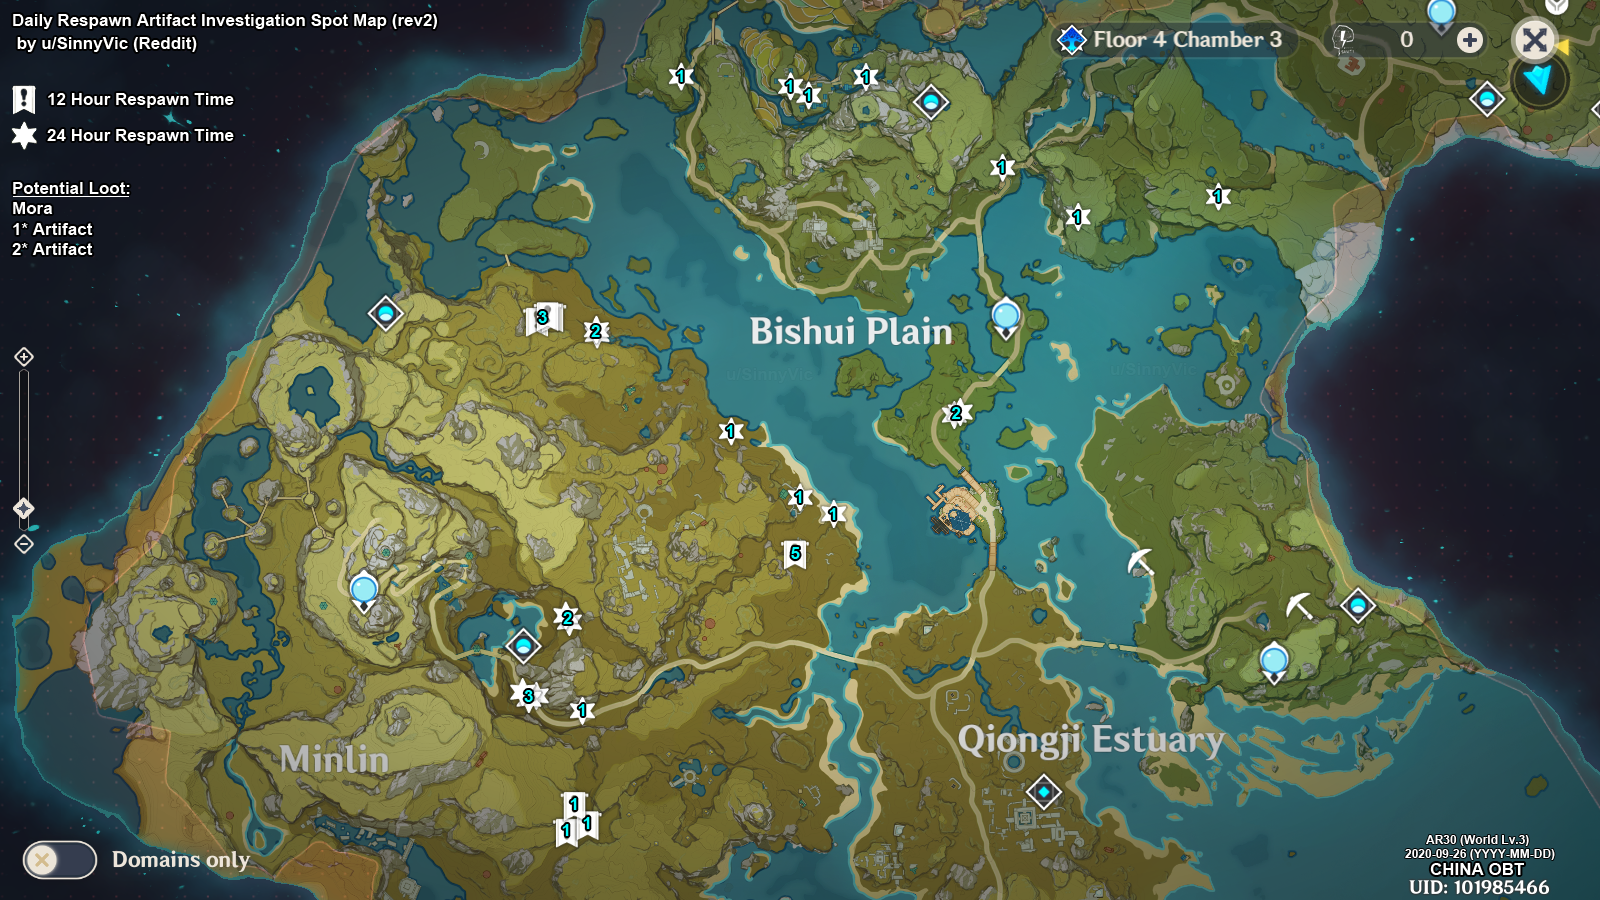 Daily Respawn Artifact Investigation Spot Map (rev2)
by u/SinnyVic (Reddit)
Floor 4 Chamber 3
0
12 Hour Respawn Time
24 Hour Respawn Time
Potential Loot:
Mora
1* Artifact
2* Artifact
1
1
1
1
1
1
1
3
2
Bishui Plain
u/SinnyVic
u/SinnyVic
2
1
1
1
5
2
3
1
Minlin
Qiongji Estuary
1
1
1
Domains only
AR30 (World Lv.3)
2020-09-26 (YYYY-MM-DD)
CHINA OBT
UID: 101985466